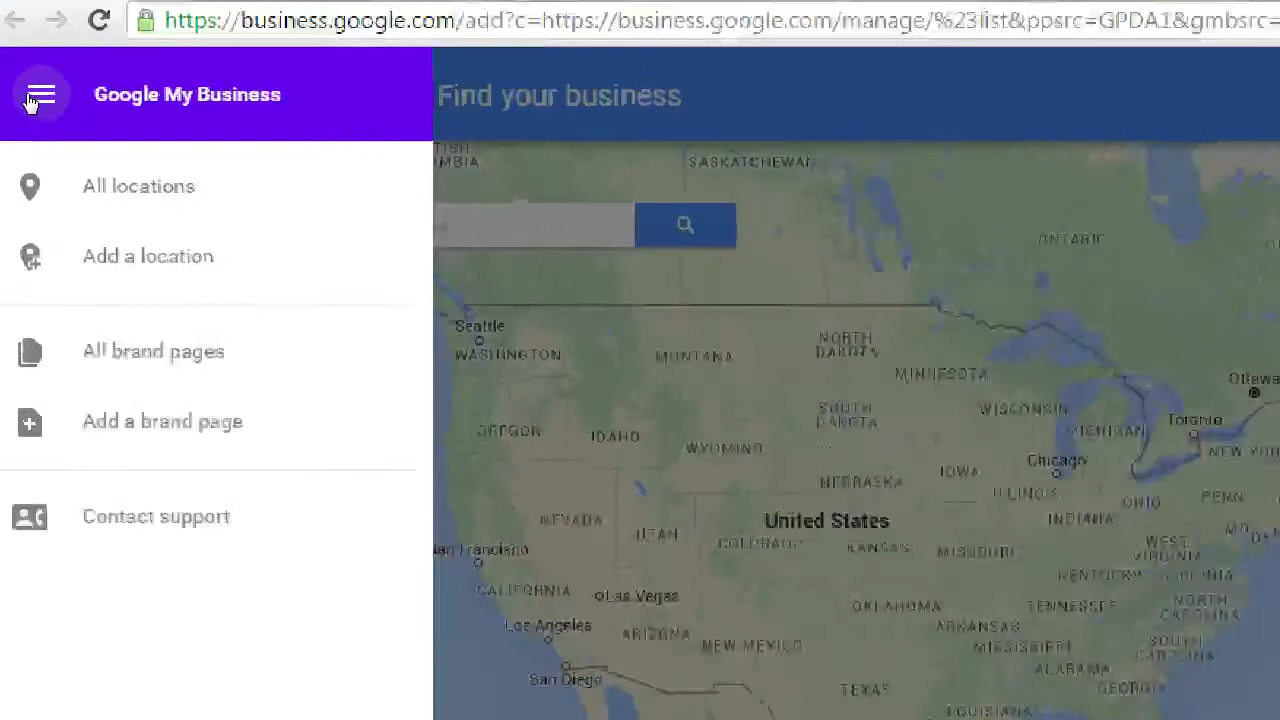 https://business.google.com/add?c=https://business.google.com/manage/%23list&ppsrc=GPDA1&gmbsrc=
Google My Business
Find your business
All locations
Add a location
All brand pages
Add a brand page
Contact support
SASKATCHEWAN
ONTARIO
Seattle
WASHINGTON
MONTANA
NORTH
DAKOTA
MINNESOTA
Ottawa
SOUTH
DAKOTA
WISCONSIN
MICHIGAN
Toronto
OREGON
IDAHO
WYOMING
Chicago
NEW YORK
NEBRASKA
IOWA
ILLINOIS
OHIO
PENN
NEVADA
UTAH
United States
COLORADO
KANSAS
MISSOURI
INDIANA
WEST
VIRGINIA
MD
San Francisco
CALIFORNIA
Las Vegas
KENTUCKY
VIRGINIA
Los Angeles
ARIZONA
NEW MEXICO
OKLAHOMA
ARKANSAS
TENNESSEE
NORTH
CAROLINA
MISSISSIPPI
SOUTH
CAROLINA
San Diego
TEXAS
ALABAMA
GEORGIA
LOUISIANA